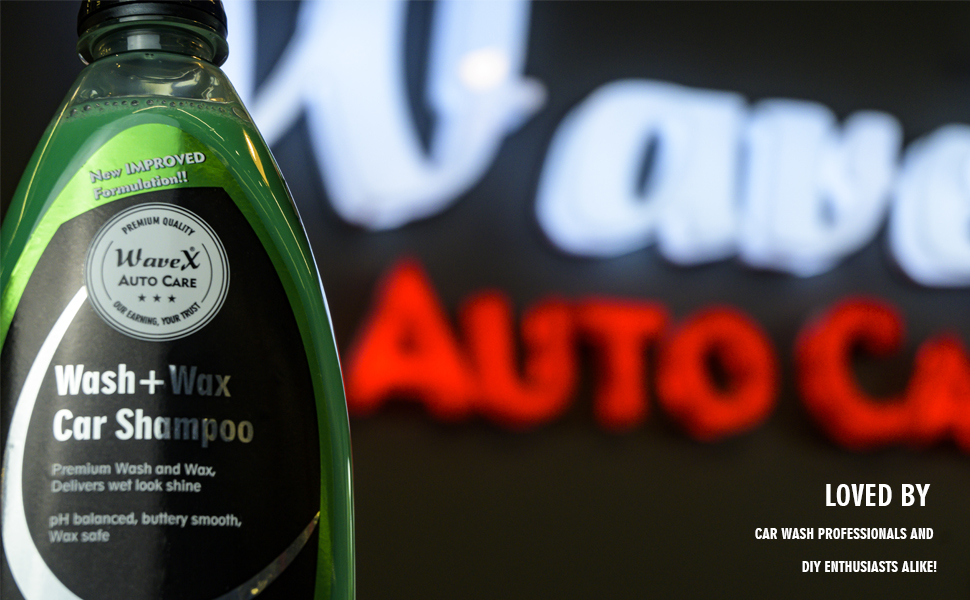 New IMPROVED
Formulation!!
PREMIUM QUALITY
WaveX®
AUTO CARE
OUR EARNING, YOUR TRUST
Wash+Wax
Car Shampoo
Premium Wash and Wax,
Delivers wet look shine
pH balanced, buttery smooth,
Wax safe
Wave
AUTO CA
LOVED BY
CAR WASH PROFESSIONALS AND
DIY ENTHUSIASTS ALIKE!